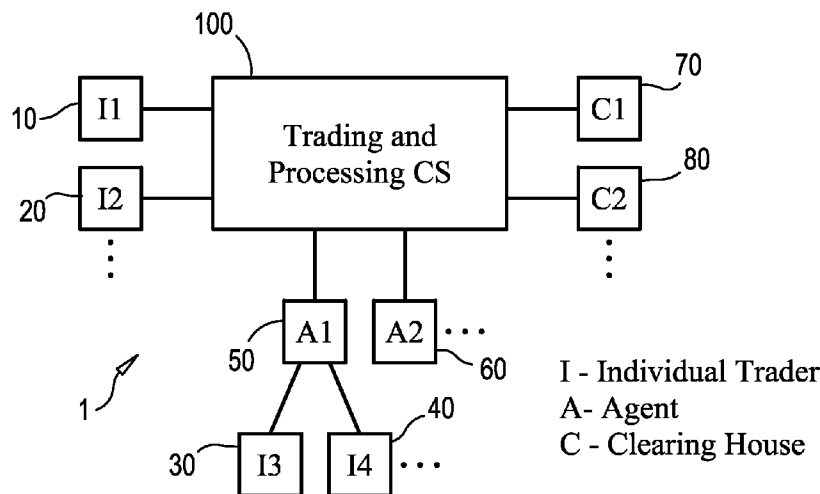 100
10
I1
Trading and
Processing CS
C1
70
20
I2
C2
80
50
A1
A2
60
1
30
I3
I4
40
I - Individual Trader
A- Agent
C - Clearing House